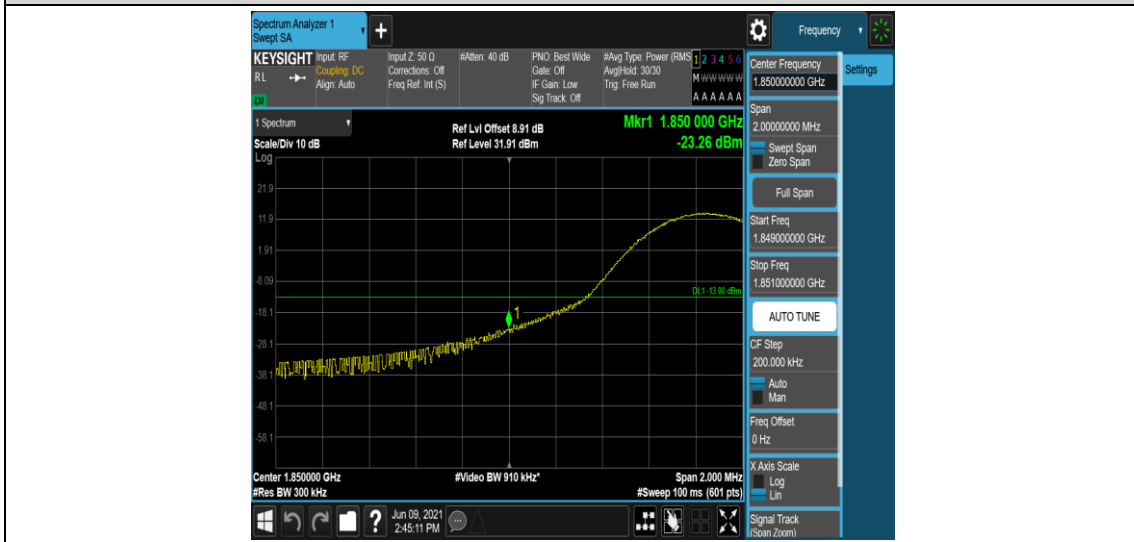 Spectrum Analyzer 1
Swept SA
Frequency
KEYSIGHT
RL
LXI
Input: RF
Coupling: DC
Align: Auto
Input Z: 50 Ω
Corrections: Off
Freq Ref: Int (S)
#Atten: 40 dB
PNO: Best Wide
Gate: Off
IF Gain: Low
Sig Track: Off
#Avg Type: Power (RMS
Avg|Hold: 30/30
Trig: Free Run
1 2 3 4 5 6
M W W W W W
A A A A A A
1 Spectrum
Ref Lvl Offset 8.91 dB
Mkr1 1.850 000 GHz
Scale/Div 10 dB
Ref Level 31.91 dBm
-23.26 dBm
Log
21.9
11.9
1.91
-8.09
DL1 -13.00 dBm
-18.1
1
-28.1
-38.1
-48.1
-58.1
Center 1.850000 GHz
#Video BW 910 kHz*
Span 2.000 MHz
#Res BW 300 kHz
#Sweep 100 ms (601 pts)
Jun 09, 2021
2:45:11 PM
?
Center Frequency
1.850000000 GHz
Settings
Span
2.00000000 MHz
Swept Span
Zero Span
Full Span
Start Freq
1.849000000 GHz
Stop Freq
1.851000000 GHz
AUTO TUNE
CF Step
200.000 kHz
Auto
Man
Freq Offset
0 Hz
X Axis Scale
Log
Lin
Signal Track
(Span Zoom)